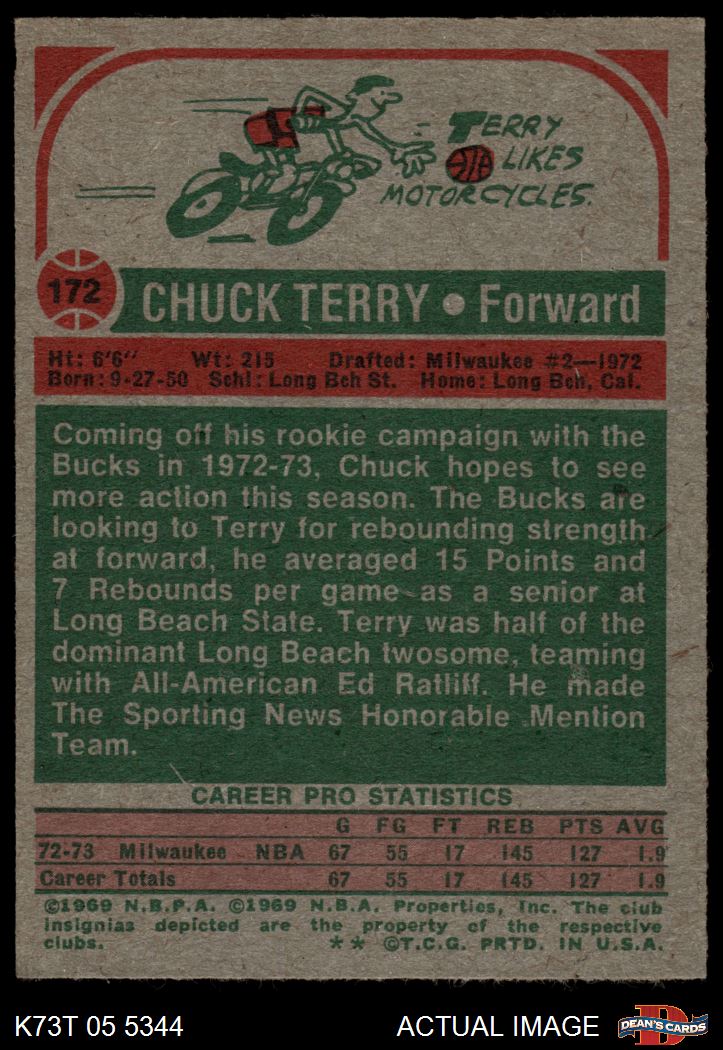 TERRY
LIKES
MOTORCYCLES.
172
CHUCK TERRY • Forward
Ht: 6'6" Wt: 215 Drafted: Milwaukee #2—1972
Born: 9-27-50 Schl: Long Bch St. Home: Long Bch, Cal.
Coming off his rookie campaign with the
Bucks in 1972-73, Chuck hopes to see
more action this season. The Bucks are
looking to Terry for rebounding strength
at forward, he averaged 15 Points and
7 Rebounds per game as a senior at
Long Beach State. Terry was half of the
dominant Long Beach twosome, teaming
with All-American Ed Ratliff. He made
The Sporting News Honorable Mention
Team.
CAREER PRO STATISTICS
G FG FT REB PTS AVG
72-73 Milwaukee NBA 67 55 17 145 127 1.9
Career Totals 67 55 17 145 127 1.9
©1969 N.B.P.A. ©1969 N.B.A. Properties, Inc. The club
insignias depicted are the property of the respective
clubs. ** ©T.C.G. PRTD. IN U.S.A.
K73T 05 5344 ACTUAL IMAGE DEAN'S CARDS